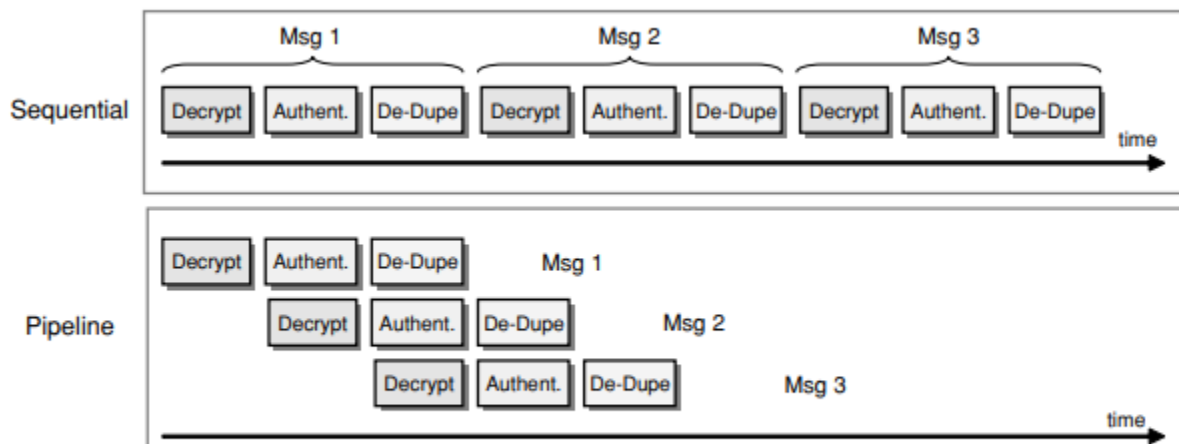 Msg 1 Msg 2 Msg 3
Sequential Decrypt Authent. De-Dupe Decrypt Authent. De-Dupe Decrypt Authent. De-Dupe
time
Decrypt Authent. De-Dupe Msg 1
Pipeline Decrypt Authent. De-Dupe Msg 2
Decrypt Authent. De-Dupe Msg 3
time